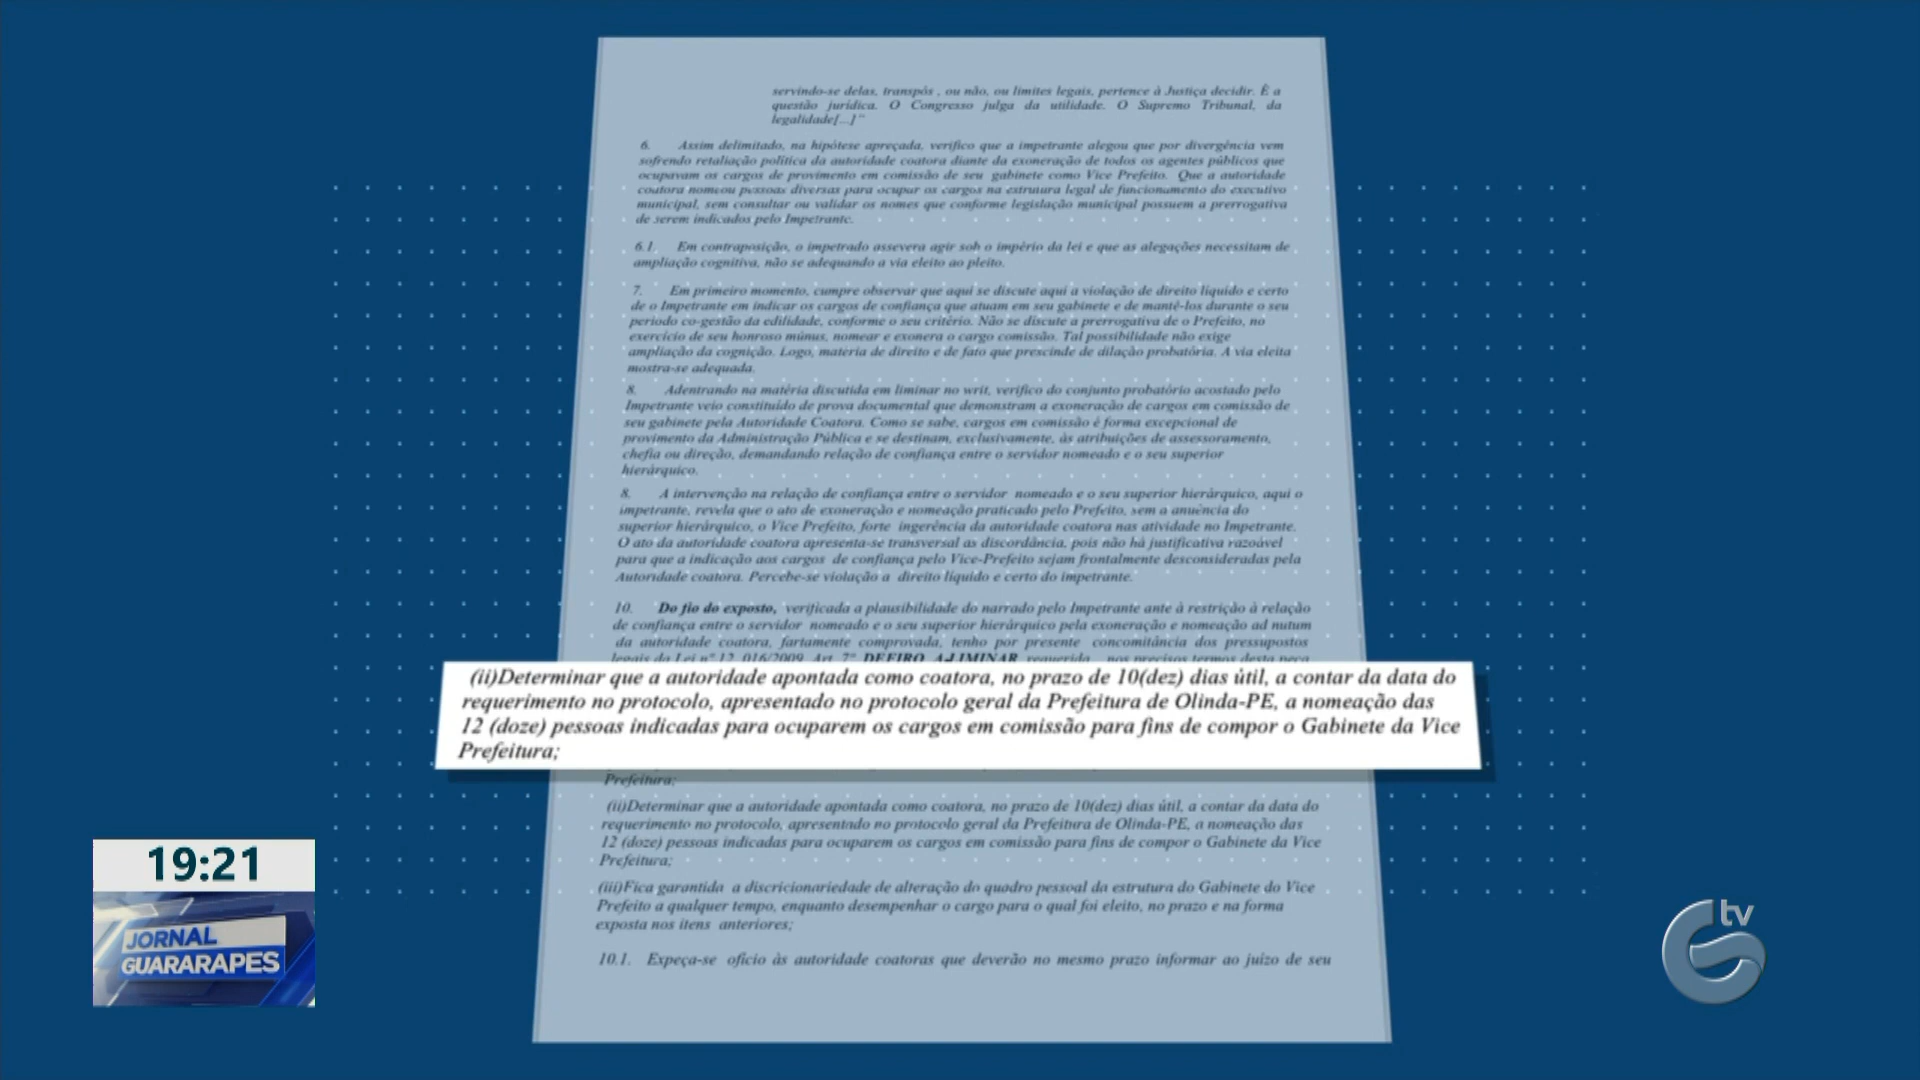 servindo-se delas, transpôs , ou não, ou limites legais, pertence à Justiça decidir. É a
questão jurídica. O Congresso julga da utilidade. O Supremo Tribunal, da
legalidade[...]"
6. Assim delimitado, na hipótese apreçada, verifico que a impetrante alegou que por divergência vem
sofrendo retaliação política da autoridade coatora diante da exoneração de todos os agentes públicos que
ocupavam os cargos de provimento em comissão de seu gabinete como Vice Prefeito. Que a autoridade
coatora nomeou pessoas diversas para ocupar os cargos na estrutura legal de funcionamento do executivo
municipal, sem consultar ou validar os nomes que conforme legislação municipal possuem a prerrogativa
de serem indicados pelo Impetrante.
6.1. Em contraposição, o impetrado assevera agir sob o império da lei e que as alegações necessitam de
ampliação cognitiva, não se adequando a via eleito ao pleito.
7. Em primeiro momento, cumpre observar que aqui se discute aqui a violação de direito líquido e certo
de o Impetrante em indicar os cargos de confiança que atuam em seu gabinete e de mantê-los durante o seu
período co-gestão da edilidade, conforme o seu critério. Não se discute a prerrogativa de o Prefeito, no
exercício de seu honroso múnus, nomear e exonera o cargo comissão. Tal possibilidade não exige
ampliação da cognição. Logo, matéria de direito e de fato que prescinde de dilação probatória. A via eleita
mostra-se adequada.
8. Adentrando na matéria discutida em liminar no writ, verifico do conjunto probatório acostado pelo
Impetrante veio constituído de prova documental que demonstram a exoneração de cargos em comissão de
seu gabinete pela Autoridade Coatora. Como se sabe, cargos em comissão é forma excepcional de
provimento da Administração Pública e se destinam, exclusivamente, às atribuições de assessoramento,
chefia ou direção, demandando relação de confiança entre o servidor nomeado e o seu superior
hierárquico.
8. A intervenção na relação de confiança entre o servidor nomeado e o seu superior hierárquico, aqui o
impetrante, revela que o ato de exoneração e nomeação praticado pelo Prefeito, sem a anuência do
superior hierárquico, o Vice Prefeito, forte ingerência da autoridade coatora nas atividade no Impetrante.
O ato da autoridade coatora apresenta-se transversal as discordância, pois não há justificativa razoável
para que a indicação aos cargos de confiança pelo Vice-Prefeito sejam frontalmente desconsideradas pela
Autoridade coatora. Percebe-se violação a direito líquido e certo do impetrante.
10. Do fio do exposto, verificada a plausibilidade do narrado pelo Impetrante ante à restrição à relação
de confiança entre o servidor nomeado e o seu superior hierárquico pela exoneração e nomeação ad nutum
da autoridade coatora, fartamente comprovada, tenho por presente concomitância dos pressupostos
legais da Lei nº 12. 016/2009, Art. 7º DEFIRO A LIMINAR requerida, nos precisos termos desta peça
(ii)Determinar que a autoridade apontada como coatora, no prazo de 10(dez) dias útil, a contar da data do
requerimento no protocolo, apresentado no protocolo geral da Prefeitura de Olinda-PE, a nomeação das
12 (doze) pessoas indicadas para ocuparem os cargos em comissão para fins de compor o Gabinete da Vice
Prefeitura;
Prefeitura;
(ii)Determinar que a autoridade apontada como coatora, no prazo de 10(dez) dias útil, a contar da data do
requerimento no protocolo, apresentado no protocolo geral da Prefeitura de Olinda-PE, a nomeação das
12 (doze) pessoas indicadas para ocuparem os cargos em comissão para fins de compor o Gabinete da Vice
Prefeitura;
(iii)Fica garantida a discricionariedade de alteração do quadro pessoal da estrutura do Gabinete do Vice
Prefeito a qualquer tempo, enquanto desempenhar o cargo para o qual foi eleito, no prazo e na forma
exposta nos itens anteriores;
10.1. Expeça-se ofício às autoridade coatoras que deverão no mesmo prazo informar ao juízo de seu
19:21
JORNAL
GUARARAPES
tv